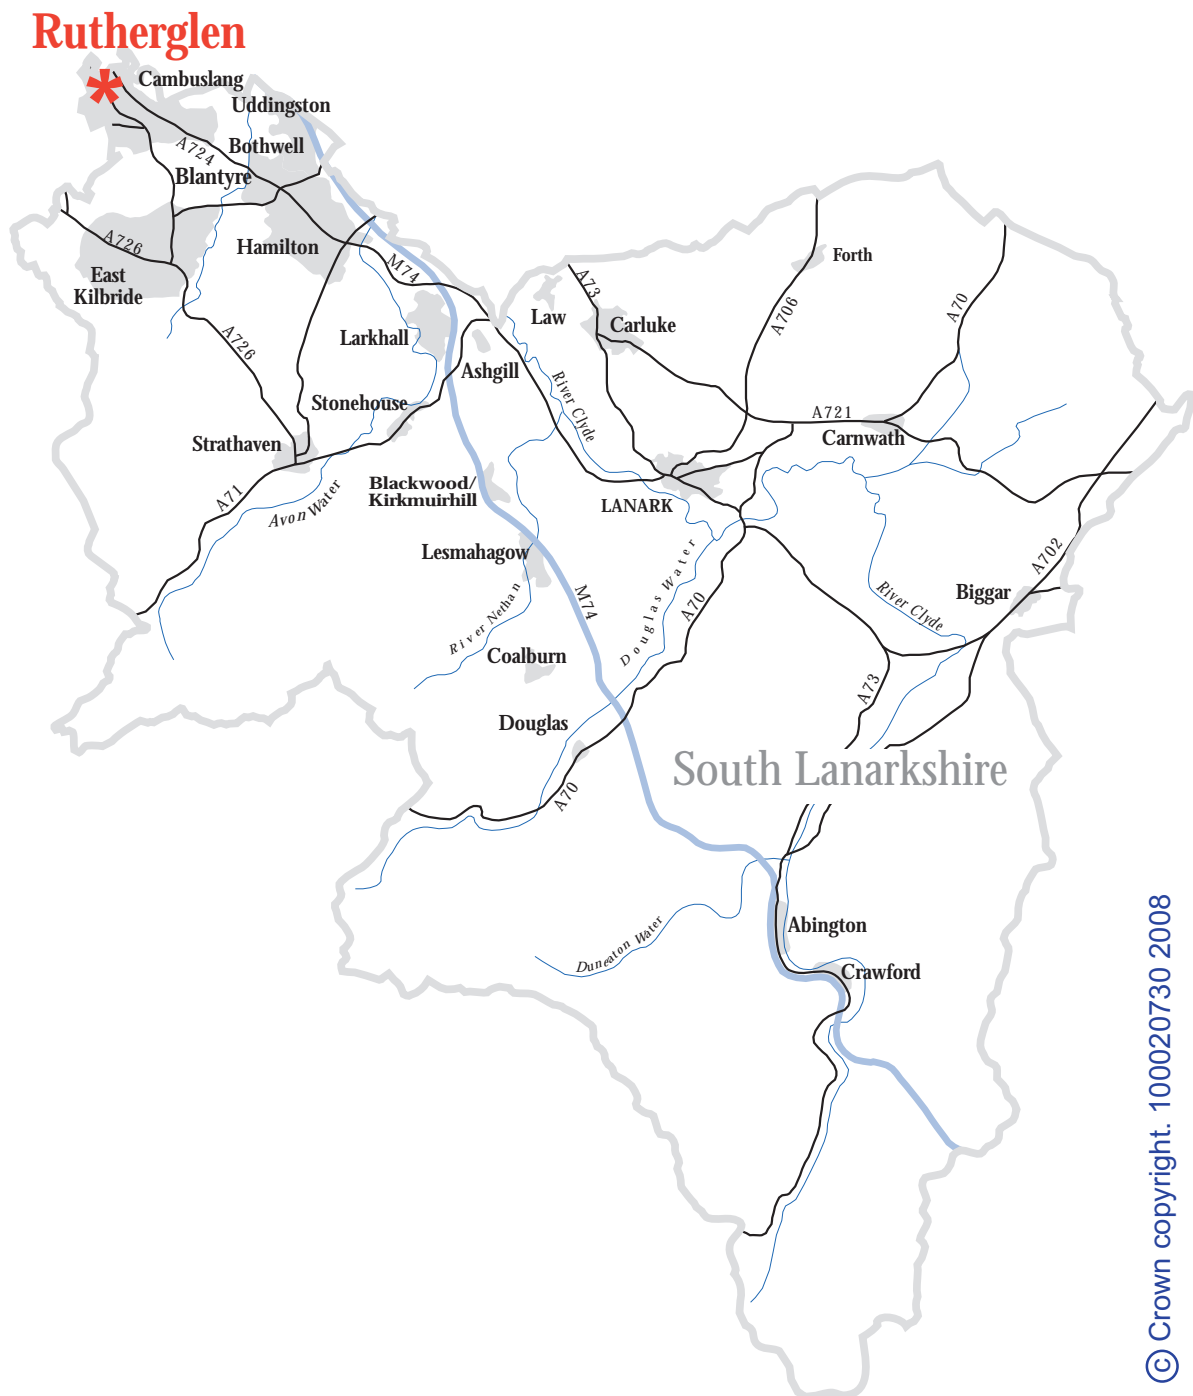 Rutherglen
Cambuslang
Uddington
Bothwell
A724
Blantyre
A726
Hamilton
East
Kilbride
M74
A73
Forth
Law
Carluke
A706
A70
A726
Larkhall
Ashgill
River Clyde
Stonehouse
A721
Carnwath
Strathaven
A71
Avon Water
Blackwood/
Kirkmuirhill
LANARK
Lesmahagow
Douglas Water
A702
River Nethan
M74
A70
River Clyde
Biggar
Coalburn
A73
Douglas
South Lanarkshire
A70
Abington
Duneaton Water
Crawford
© Crown copyright. 100020730 2008